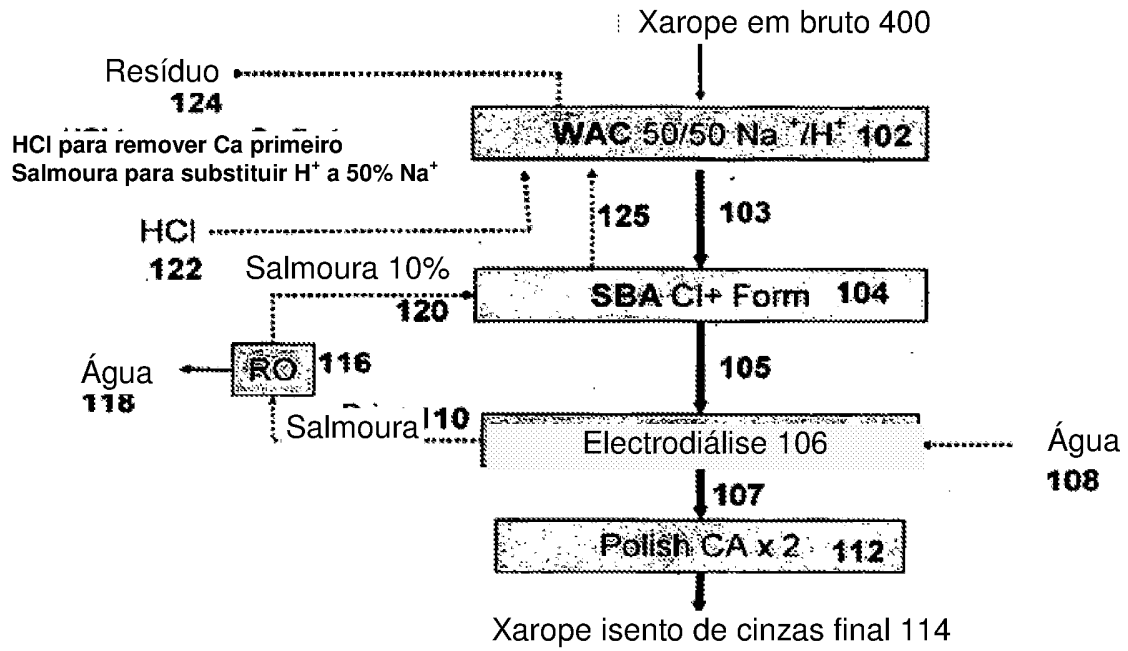 Xarope em bruto 400
Resíduo
124
WAC 50/50 Na⁺/H⁺ 102
HCl para remover Ca primeiro
Salmoura para substituir H⁺ a 50% Na⁺
125
103
HCl
122
Salmoura 10%
120
SBA Cl+ Form 104
RO 116
Água
118
105
Salmoura 110
Electrodiálise 106
Água
108
107
Polish CA x 2 112
Xarope isento de cinzas final 114